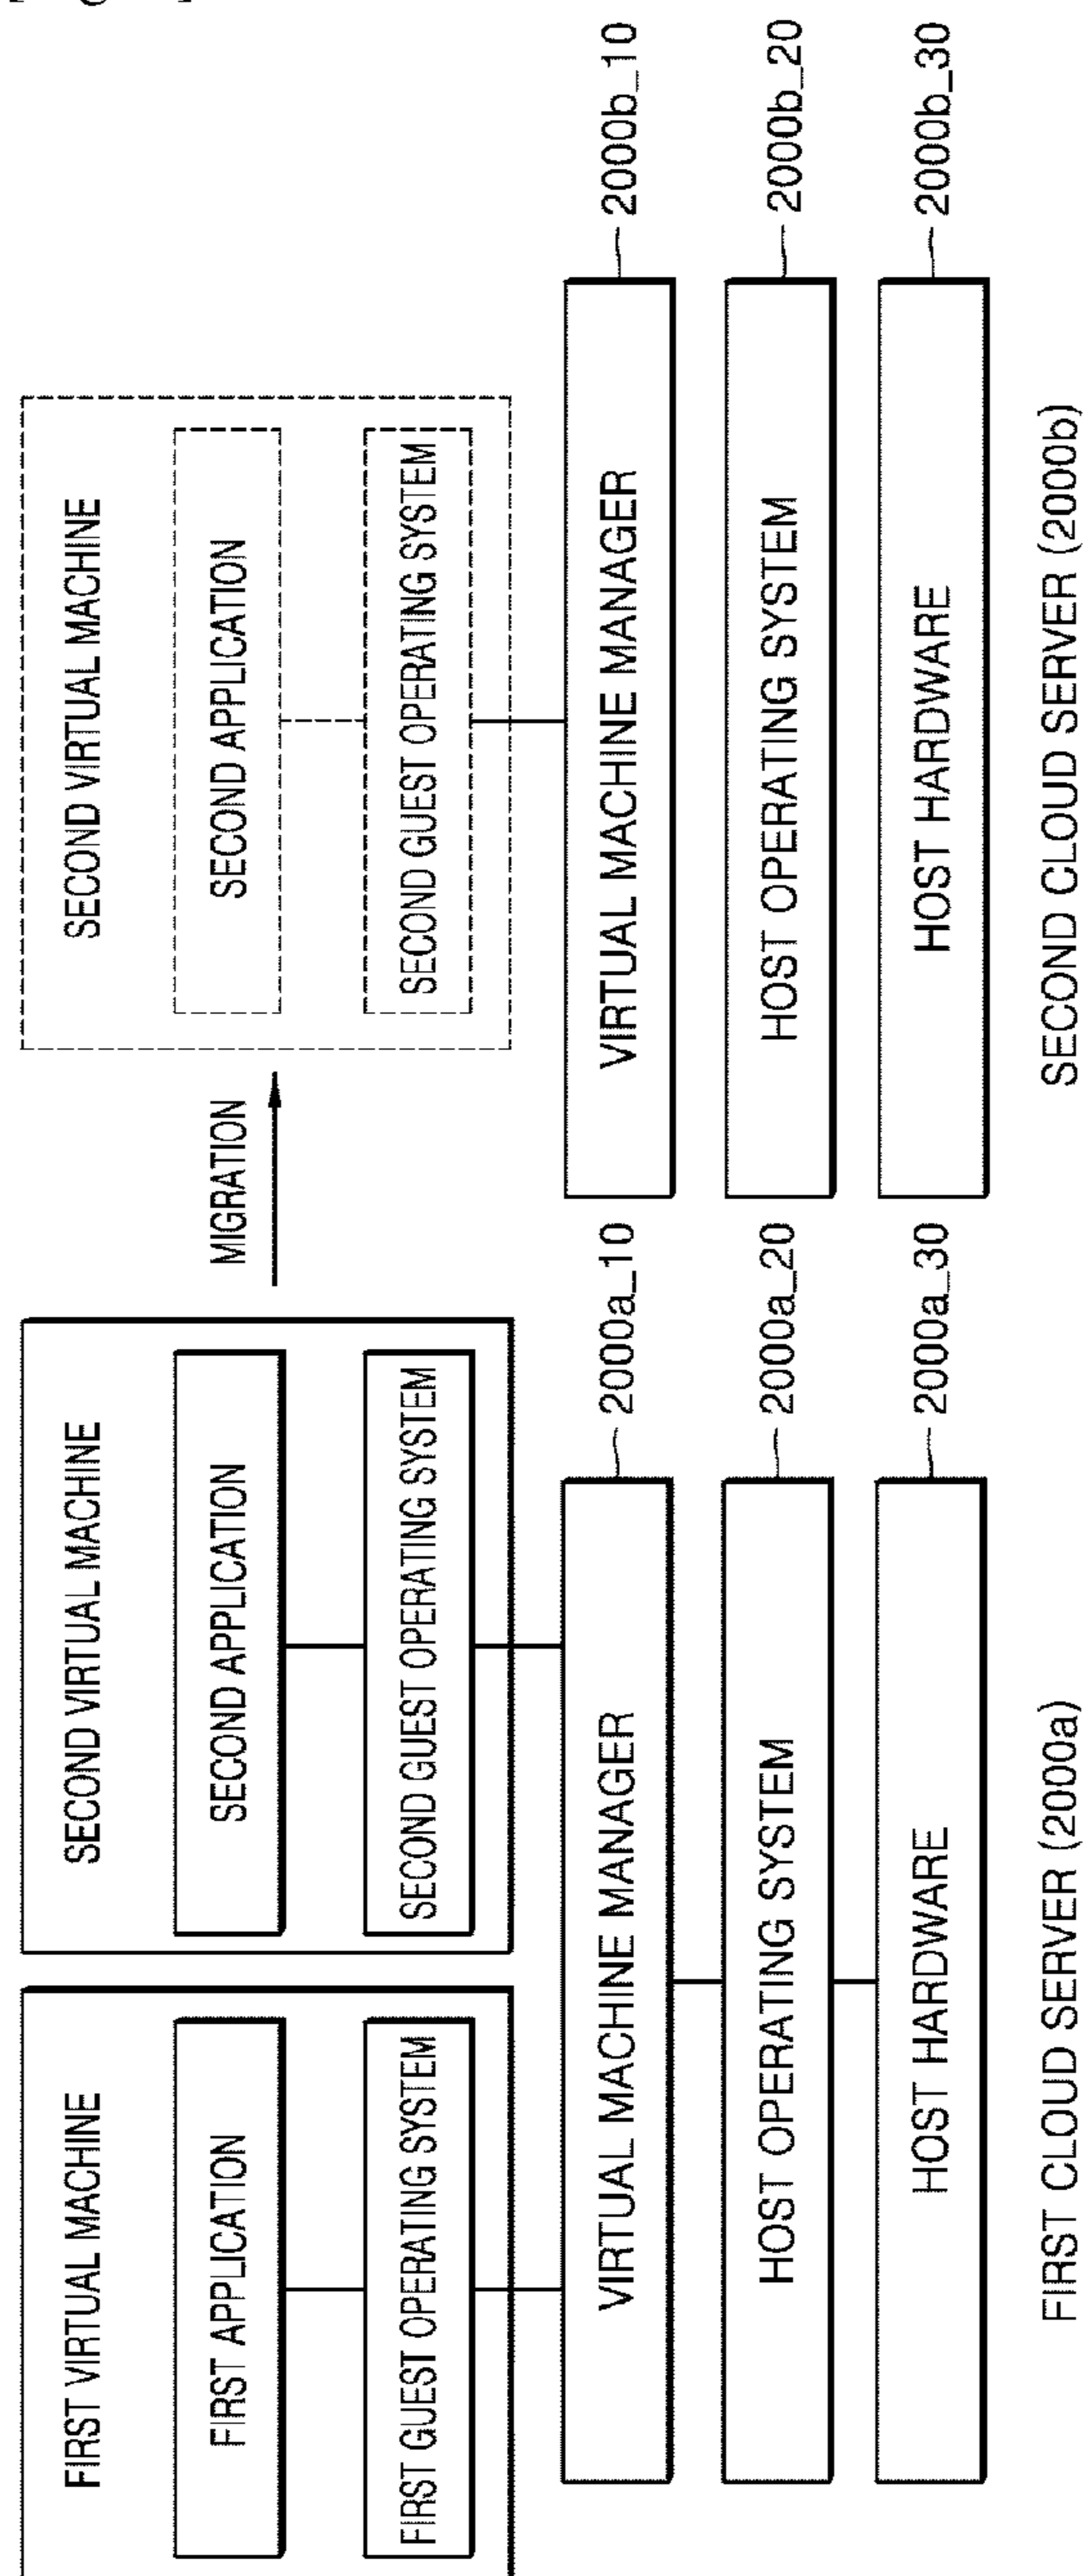 FIRST VIRTUAL MACHINE
FIRST APPLICATION
FIRST GUEST OPERATING SYSTEM
SECOND VIRTUAL MACHINE
SECOND APPLICATION
SECOND GUEST OPERATING SYSTEM
MIGRATION
SECOND VIRTUAL MACHINE
SECOND APPLICATION
SECOND GUEST OPERATING SYSTEM
VIRTUAL MACHINE MANAGER
2000a_10
HOST OPERATING SYSTEM
2000a_20
HOST HARDWARE
2000a_30
FIRST CLOUD SERVER (2000a)
VIRTUAL MACHINE MANAGER
2000b_10
HOST OPERATING SYSTEM
2000b_20
HOST HARDWARE
2000b_30
SECOND CLOUD SERVER (2000b)